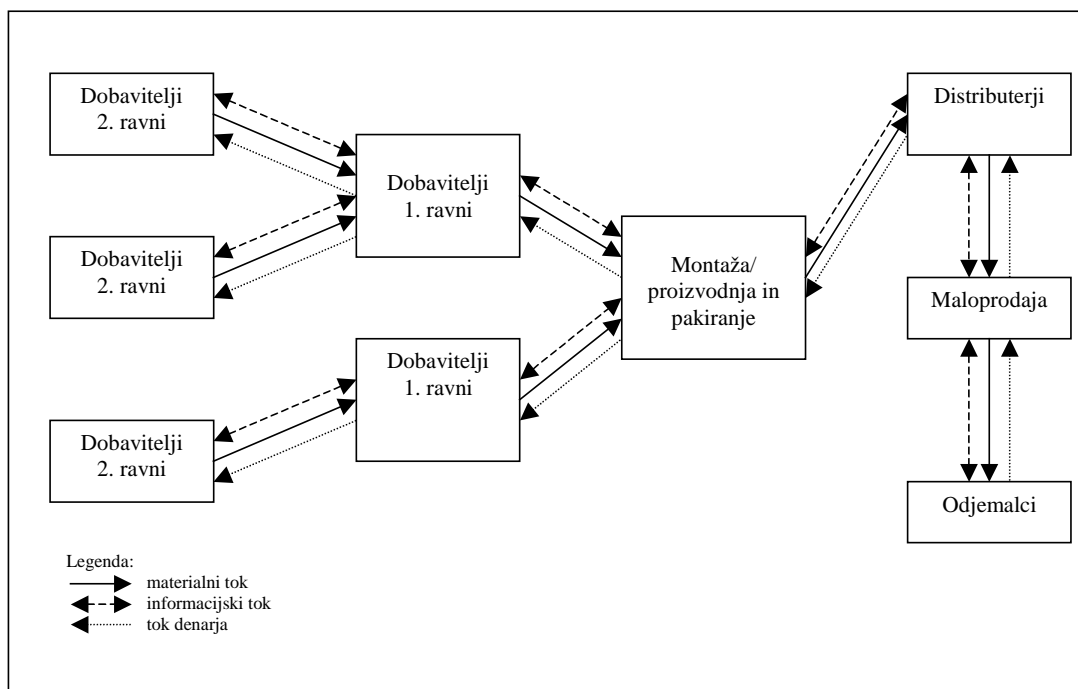 Dobavitelji
2. ravni
Dobavitelji
2. ravni
Dobavitelji
2. ravni
Dobavitelji
1. ravni
Dobavitelji
1. ravni
Montaža/
proizvodnja in
pakiranje
Distributerji
Maloprodaja
Odjemalci
Legenda:
materialni tok
informacijski tok
tok denarja